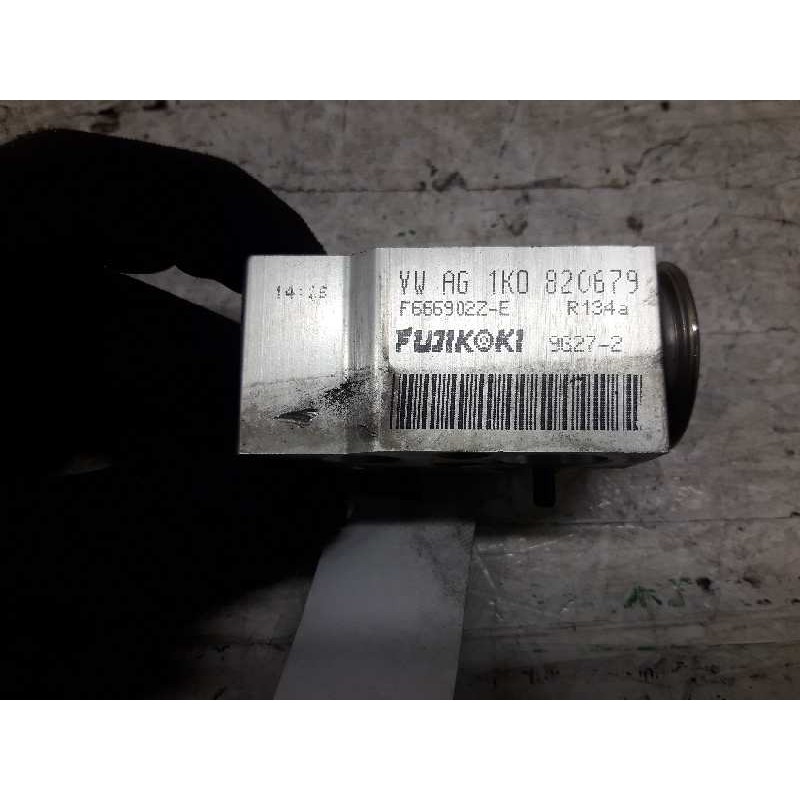 VW AG 1K0 820679
14:28
F666902Z-E R134a
FUJIKOKI 9G27-2